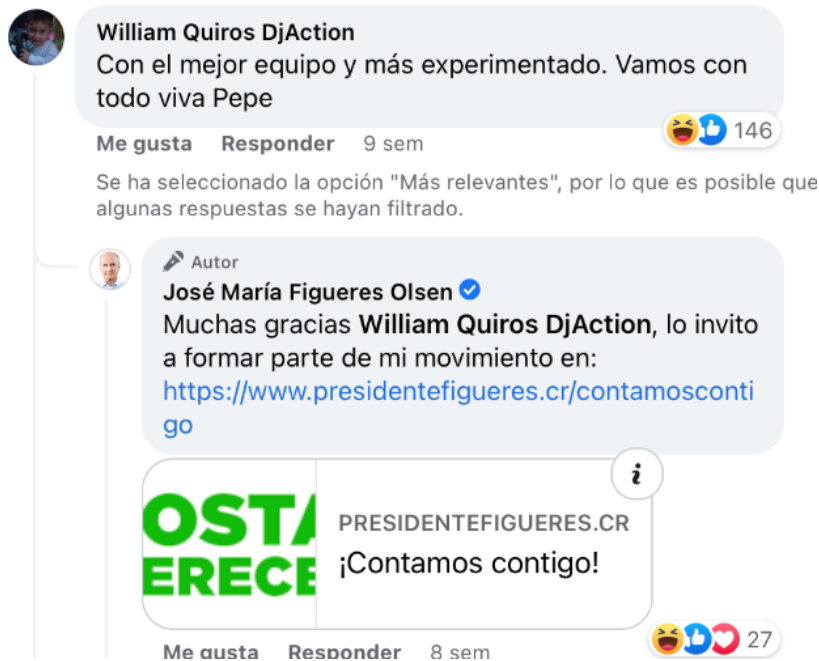 William Quiros DjAction
Con el mejor equipo y más experimentado. Vamos con
todo viva Pepe
146
Me gusta Responder 9 sem
Se ha seleccionado la opción "Más relevantes", por lo que es posible que
algunas respuestas se hayan filtrado.
Autor
José María Figueres Olsen
Muchas gracias William Quiros DjAction, lo invito
a formar parte de mi movimiento en:
https://www.presidentefigueres.cr/contamosconti
go
i
OSTA
ERECE
PRESIDENTEFIGUERES.CR
¡Contamos contigo!
27
Me gusta Responder 8 sem